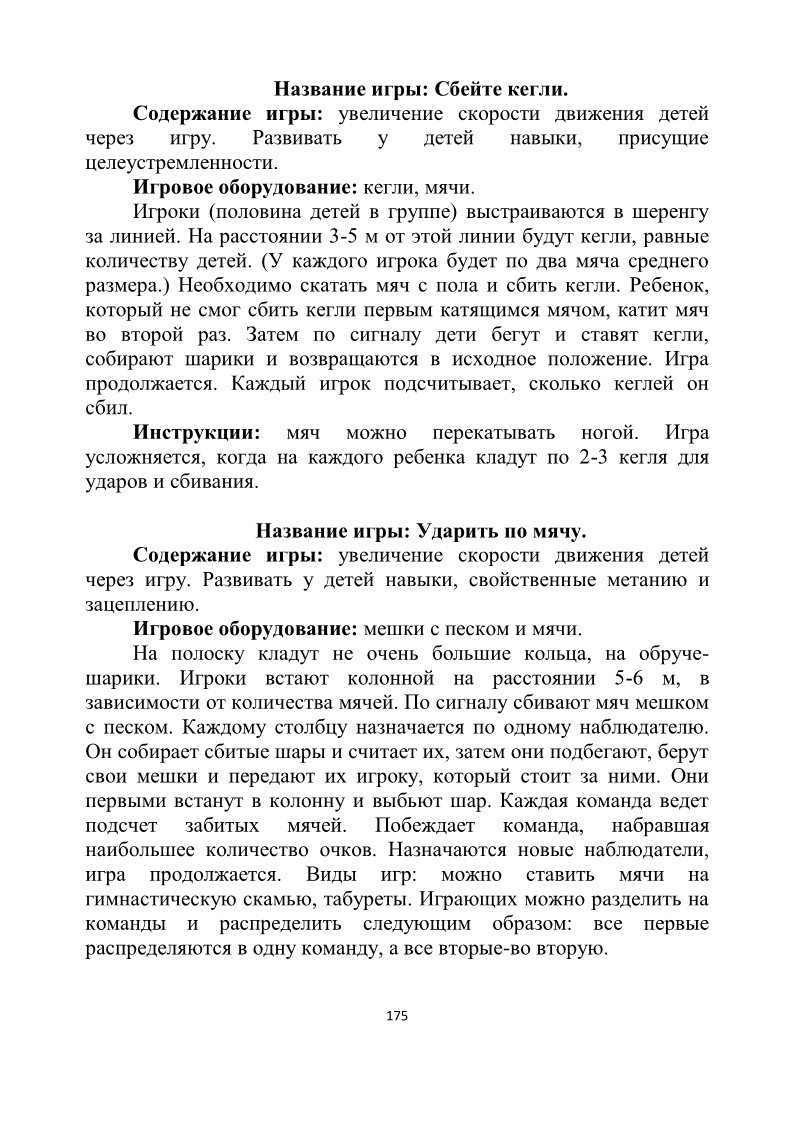 Название игры: Сбейте кегли.
Содержание игры: увеличение скорости движения детей
через игру. Развивать у детей навыки, присущие
целеустремленности.
Игровое оборудование: кегли, мячи.
Игроки (половина детей в группе) выстраиваются в шеренгу
за линией. На расстоянии 3-5 м от этой линии будут кегли, равные
количеству детей. (У каждого игрока будет по два мяча среднего
размера.) Необходимо скатать мяч с пола и сбить кегли. Ребенок,
который не смог сбить кегли первым катящимся мячом, катит мяч
во второй раз. Затем по сигналу дети бегут и ставят кегли,
собирают шарики и возвращаются в исходное положение. Игра
продолжается. Каждый игрок подсчитывает, сколько кеглей он
сбил.
Инструкции: мяч можно перекатывать ногой. Игра
усложняется, когда на каждого ребенка кладут по 2-3 кегля для
ударов и сбивания.
Название игры: Ударить по мячу.
Содержание игры: увеличение скорости движения детей
через игру. Развивать у детей навыки, свойственные метанию и
зацеплению.
Игровое оборудование: мешки с песком и мячи.
На полоску кладут не очень большие кольца, на обруче-
шарики. Игроки встают колонной на расстоянии 5-6 м, в
зависимости от количества мячей. По сигналу сбивают мяч мешком
с песком. Каждому столбцу назначается по одному наблюдателю.
Он собирает сбитые шары и считает их, затем они подбегают, берут
свои мешки и передают их игроку, который стоит за ними. Они
первыми встанут в колонну и выбьют шар. Каждая команда ведет
подсчет забитых мячей. Побеждает команда, набравшая
наибольшее количество очков. Назначаются новые наблюдатели,
игра продолжается. Виды игр: можно ставить мячи на
гимнастическую скамью, табуреты. Играющих можно разделить на
команды и распределить следующим образом: все первые
распределяются в одну команду, а все вторые-во вторую.
175